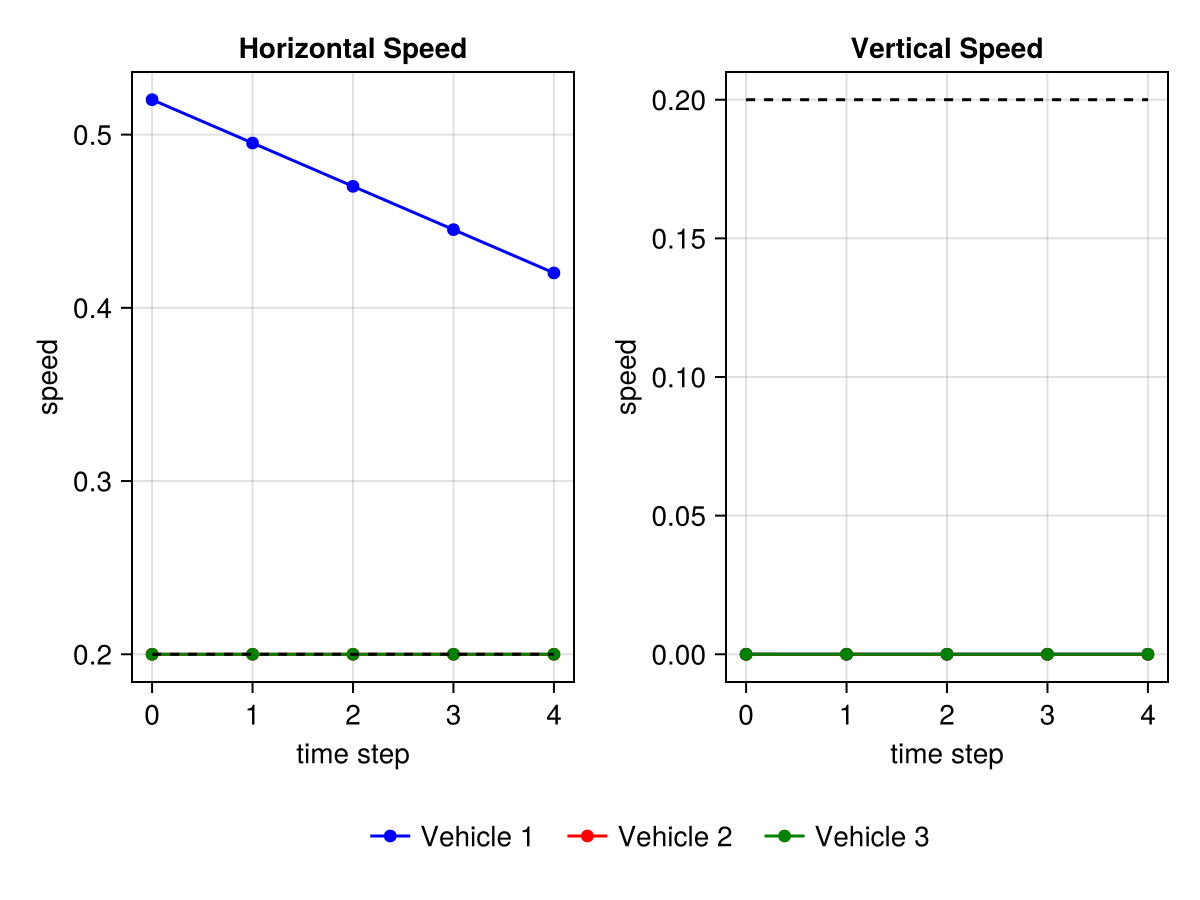 Horizontal Speed
speed
0.5
0.4
0.3
0.2
0 1 2 3 4
time step
Vertical Speed
speed
0.20
0.15
0.10
0.05
0.00
0 1 2 3 4
time step
Vehicle 1 Vehicle 2 Vehicle 3